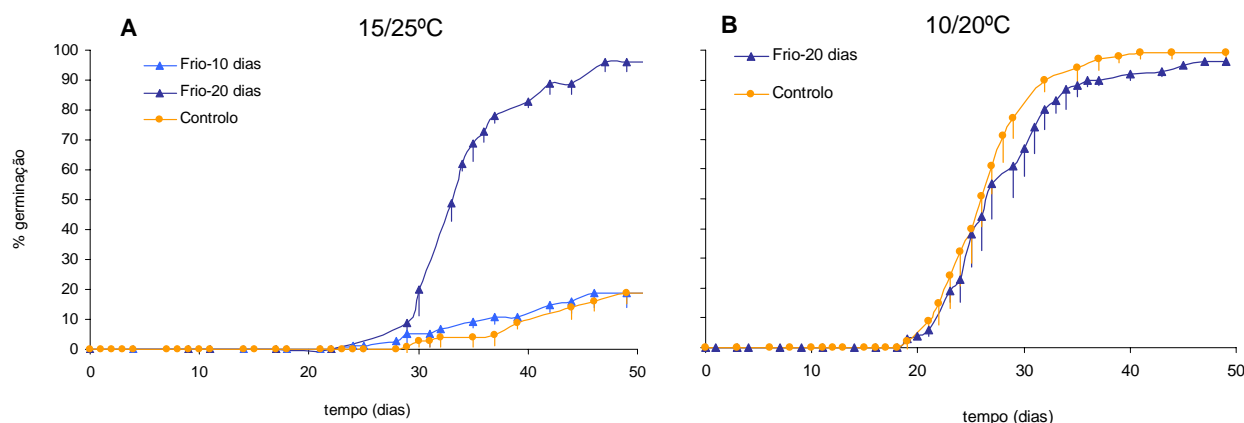 A
15/25ºC
Frio-10 dias
Frio-20 dias
Controlo
% germinação
100
90
80
70
60
50
40
30
20
10
0
0 10 20 30 40 50
tempo (dias)
B
10/20ºC
Frio-20 dias
Controlo
0 10 20 30 40 50
tempo (dias)